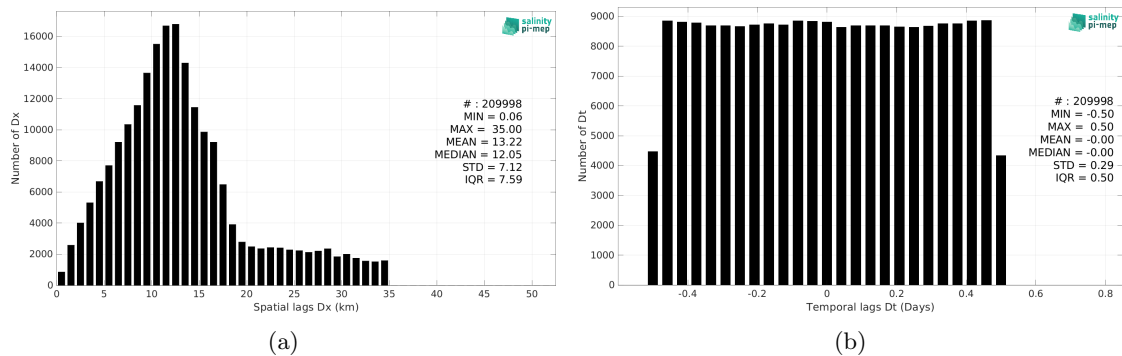 salinity
pi-mep
16000
14000
12000
10000
8000
6000
4000
2000
0
Number of Dx
# : 209998
MIN = 0.06
MAX = 35.00
MEAN = 13.22
MEDIAN = 12.05
STD = 7.12
IQR = 7.59
0 5 10 15 20 25 30 35 40 45 50
Spatial lags Dx (km)
(a)
salinity
pi-mep
9000
8000
7000
6000
5000
4000
3000
2000
1000
0
Number of Dt
# : 209998
MIN = -0.50
MAX = 0.50
MEAN = -0.00
MEDIAN = -0.00
STD = 0.29
IQR = 0.50
-0.4 -0.2 0 0.2 0.4 0.6 0.8
Temporal lags Dt (Days)
(b)